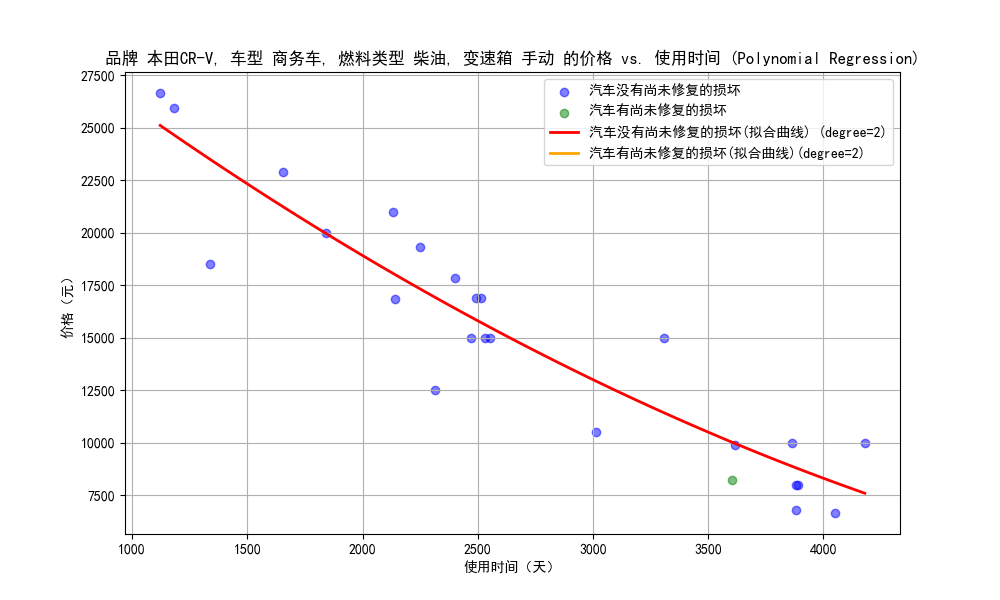 品牌 本田CR-V, 车型 商务车, 燃料类型 柴油, 变速箱 手动 的价格 vs. 使用时间 (Polynomial Regression)
27500
25000
22500
20000
17500
15000
12500
10000
7500
价格（元）
汽车没有尚未修复的损坏
汽车有尚未修复的损坏
汽车没有尚未修复的损坏(拟合曲线) (degree=2)
汽车有尚未修复的损坏(拟合曲线)(degree=2)
1000 1500 2000 2500 3000 3500 4000
使用时间（天）